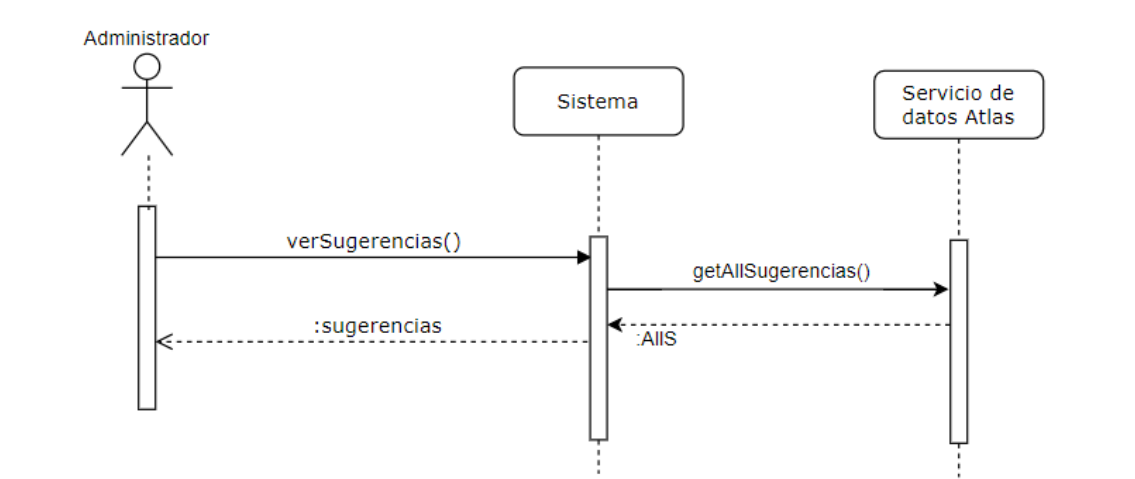 Administrador
Sistema
Servicio de
datos Atlas
verSugerencias()
getAllSugerencias()
:sugerencias
:AllS